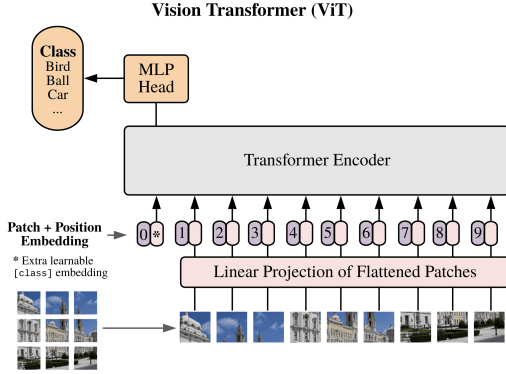 Vision Transformer (ViT)
Class
Bird
Ball
Car
...
MLP
Head
Transformer Encoder
Patch + Position
Embedding
0 * 1 2 3 4 5 6 7 8 9
* Extra learnable
[class] embedding
Linear Projection of Flattened Patches